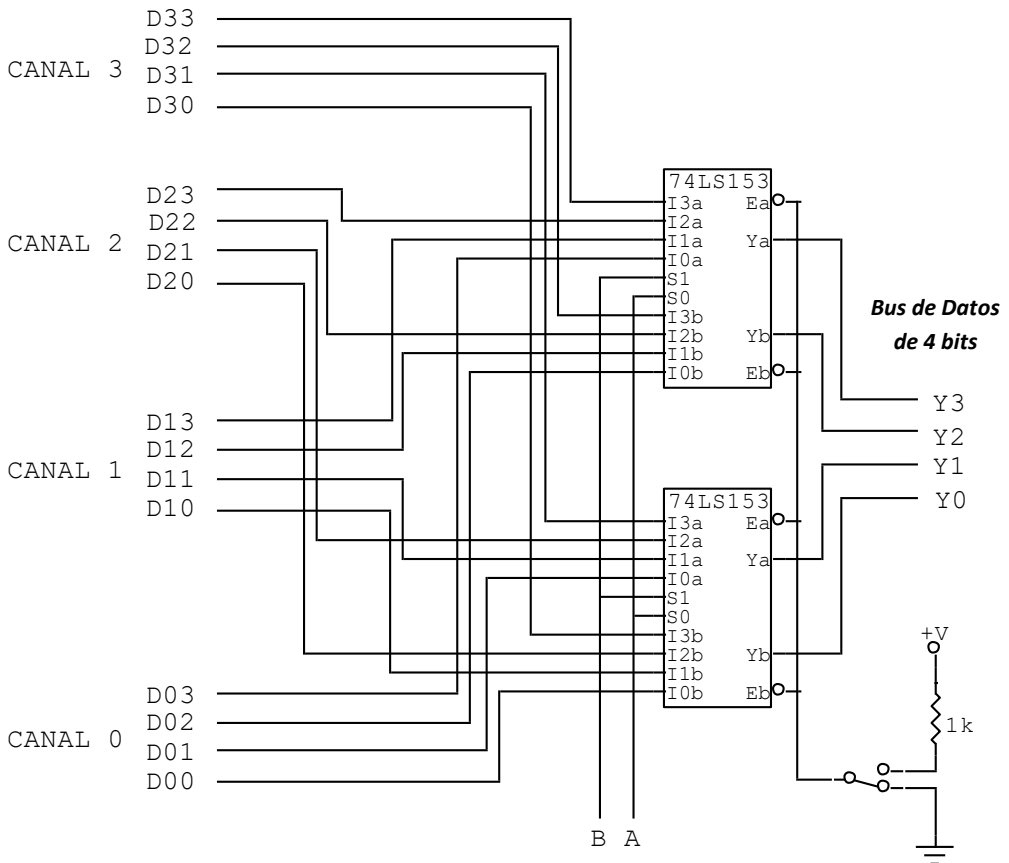 D33
D32
CANAL 3 D31
D30
D23
D22
CANAL 2 D21
D20
D13
D12
CANAL 1 D11
D10
D03
D02
CANAL 0 D01
D00
74LS153
I3a Ea
I2a
I1a Ya
I0a
S1
S0
I3b
I2b Yb
I1b
I0b Eb
74LS153
I3a Ea
I2a
I1a Ya
I0a
S1
S0
I3b
I2b Yb
I1b
I0b Eb
Bus de Datos
de 4 bits
Y3
Y2
Y1
Y0
+V
1k
B A